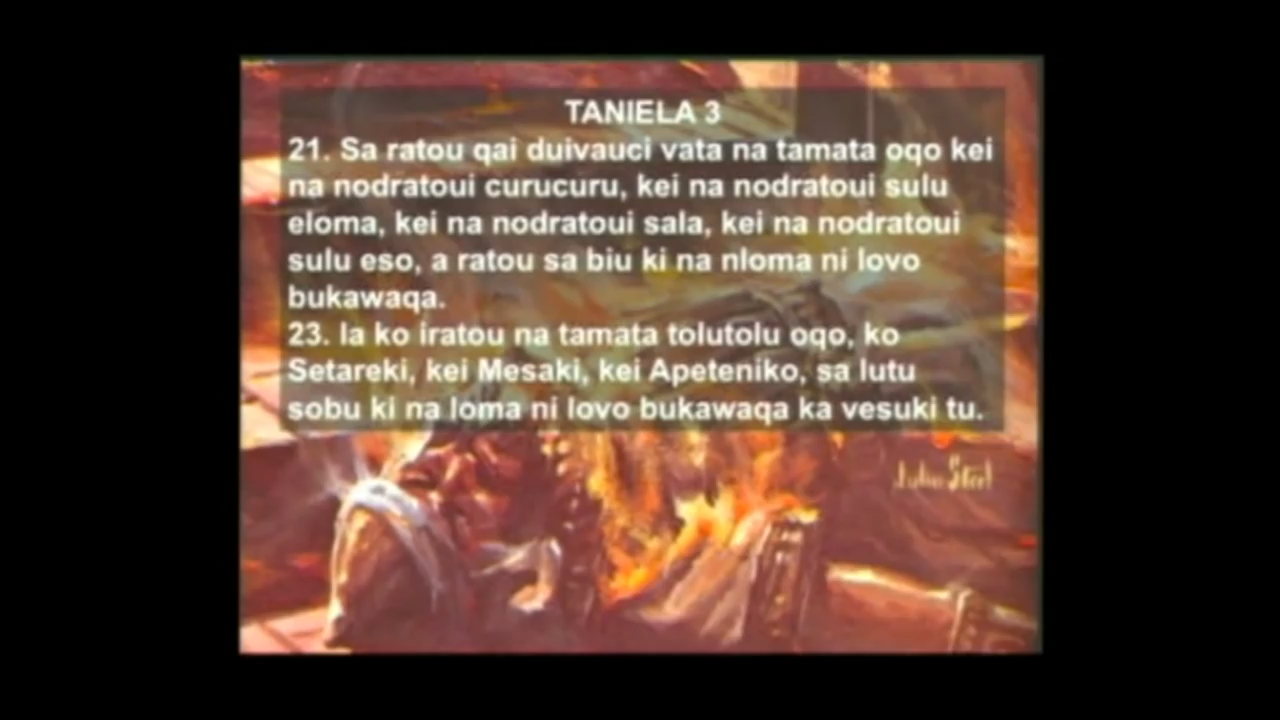 TANIELA 3
21. Sa ratou qai duivauci vata na tamata oqo kei
na nodratoui curucuru, kei na nodratoui sulu
eloma, kei na nodratoui sala, kei na nodratoui
sulu eso, a ratou sa biu ki na nloma ni lovo
bukawaqa.
23. Ia ko iratou na tamata tolutolu oqo, ko
Setareki, kei Mesaki, kei Apeteniko, sa lutu
sobu ki na loma ni lovo bukawaqa ka vesuki tu.